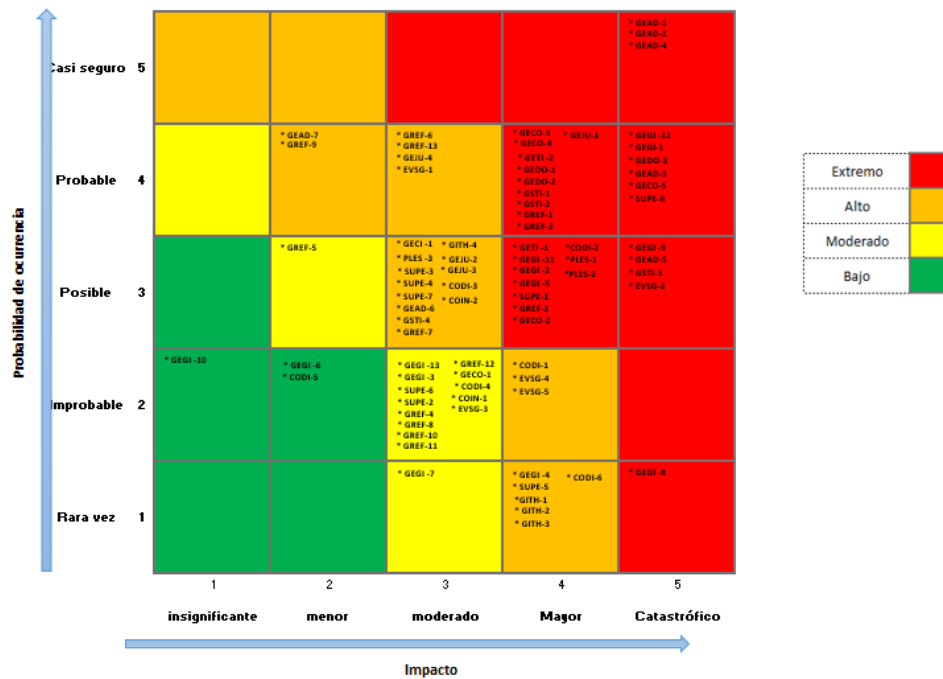 * GEAD-1
* GEAD-2
* GEAD-4
Casi seguro 5
* GEAD-7
* GREF-9
* GREF-6
* GREF-13
* GEJU-4
* EVSG-1
* GECO-3
* GECO-4
* GETI -2
* GEDO-1
* GEDO-2
* GSTI-1
* GSTI-2
* GREF-1
* GREF-3
* GEJU-1
* GEGI -12
* GEGI-1
* GEDO-3
* GEAD-3
* GECO-5
* SUPE-8
Probable 4
* GREF-5
* GECI -1
* PLES -3
* SUPE-3
* SUPE-4
* SUPE-7
* GEAD-6
* GSTI-4
* GREF-7
* GITH-4
* GEJU-2
* GEJU-3
* CODI-3
* COIN-2
* GETI -1
* GEGI -11
* GEGI -2
* GEGI -5
* SUPE-1
* GREF-2
* GECO-2
* CODI-2
* PLES-1
* PLES-2
* GEGI -9
* GEAD-5
* GSTI-3
* EVSG-2
Posible 3
* GEGI -10
* GEGI -6
* CODI-5
* GEGI -13
* GEGI -3
* SUPE-6
* SUPE-2
* GREF-4
* GREF-8
* GREF-10
* GREF-11
* GREF-12
* GECO-1
* CODI-4
* COIN-1
* EVSG-3
* CODI-1
* EVSG-4
* EVSG-5
Improbable 2
* GEGI -7
* GEGI -4
* SUPE-5
*GITH-1
* GITH-2
* GITH-3
* CODI-6
* GEGI -8
Rara vez 1
Probabilidad de ocurrencia
1 2 3 4 5
insignificante menor moderado Mayor Catastrófico
Impacto
Extremo
Alto
Moderado
Bajo